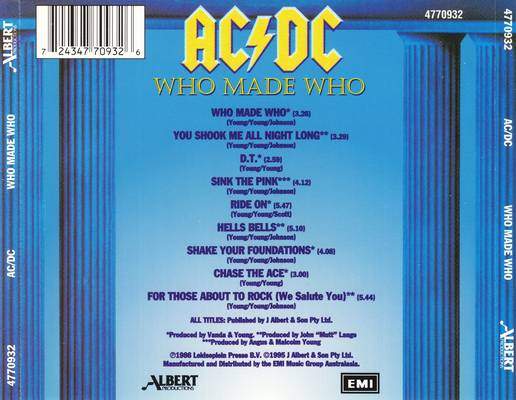 ALBERT
PRODUCTIONS
7 24347 70932 6
AC/DC
WHO MADE WHO
WHO MADE WHO* (3.26)
(Young/Young/Johnson)
YOU SHOOK ME ALL NIGHT LONG** (3.29)
(Young/Young/Johnson)
D.T.* (2.59)
(Young/Young)
SINK THE PINK*** (4.12)
(Young/Young/Johnson)
RIDE ON* (5.47)
(Young/Young/Scott)
HELLS BELLS** (5.10)
(Young/Young/Johnson)
SHAKE YOUR FOUNDATIONS* (4.08)
(Young/Young/Johnson)
CHASE THE ACE* (3.00)
(Young/Young)
FOR THOSE ABOUT TO ROCK (We Salute You)** (5.44)
(Young/Young/Johnson)
ALL TITLES: Published by J Albert & Son Pty Ltd.
*Produced by Vanda & Young. **Produced by John "Mutt" Lange
***Produced by Angus & Malcolm Young
℗1986 Leidseplein Presse B.V. ©1995 J Albert & Son Pty Ltd.
Manufactured and Distributed by the EMI Music Group Australasia.
ALBERT
PRODUCTIONS
EMI
WHO MADE WHO
AC/DC
4770932
4770932
4770932
AC/DC
WHO MADE WHO
ALBERT
PRODUCTIONS